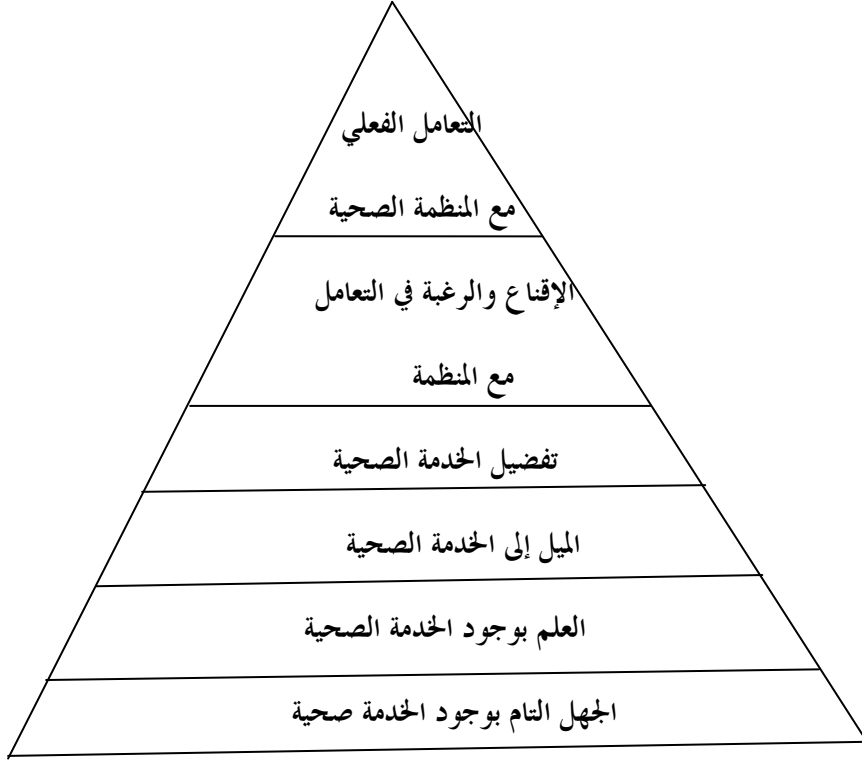 التعامل الفعلي
مع المنظمة الصحية
الإقناع والرغبة في التعامل
مع المنظمة
تفضيل الخدمة الصحية
الميل إلى الخدمة الصحية
العلم بوجود الخدمة الصحية
الجهل التام بوجود الخدمة صحية